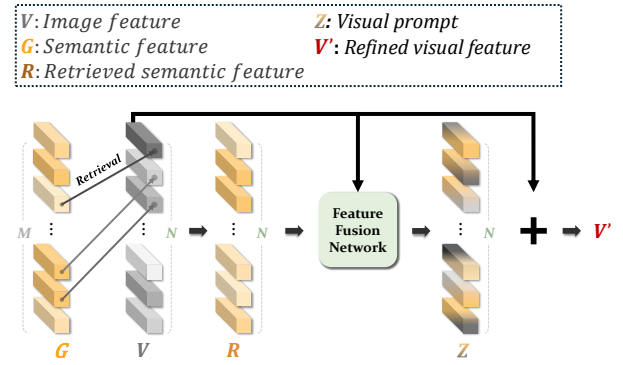 V: Image feature
Z: Visual prompt
G: Semantic feature
V': Refined visual feature
R: Retrieved semantic feature
Retrieval
M
N
N
Feature
Fusion
Network
N
+
V'
G
V
R
Z